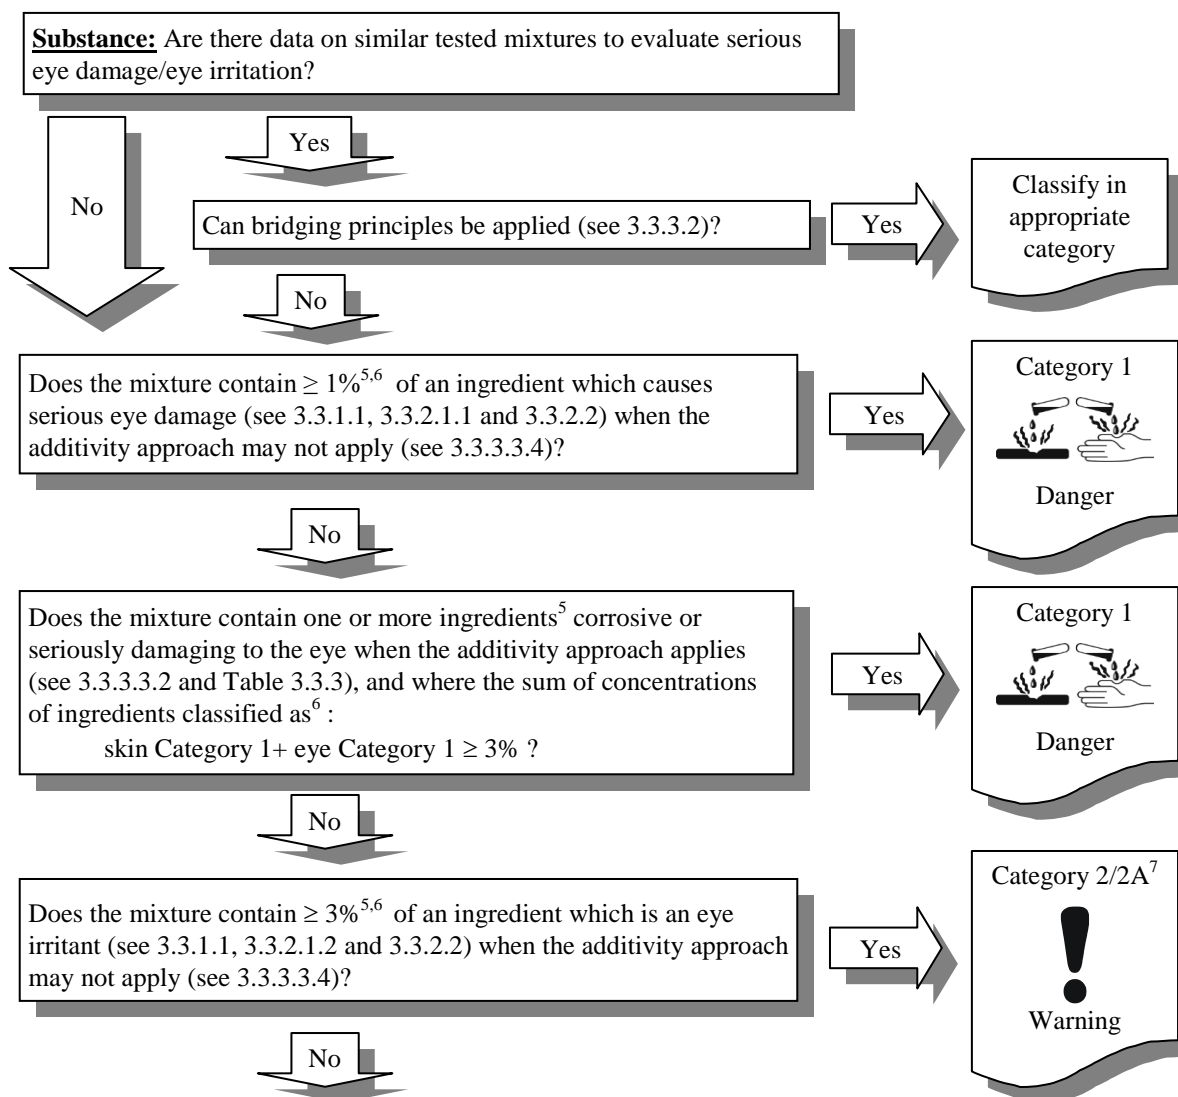 Substance: Are there data on similar tested mixtures to evaluate serious
eye damage/eye irritation?
No
Yes
Can bridging principles be applied (see 3.3.3.2)?
Yes
Classify in
appropriate
category
No
Does the mixture contain ≥ 1%5,6 of an ingredient which causes
serious eye damage (see 3.3.1.1, 3.3.2.1.1 and 3.3.2.2) when the
additivity approach may not apply (see 3.3.3.3.4)?
Yes
Category 1
Danger
No
Does the mixture contain one or more ingredients5 corrosive or
seriously damaging to the eye when the additivity approach applies
(see 3.3.3.3.2 and Table 3.3.3), and where the sum of concentrations
of ingredients classified as6 :
skin Category 1+ eye Category 1 ≥ 3% ?
Yes
Category 1
Danger
No
Does the mixture contain ≥ 3%5,6 of an ingredient which is an eye
irritant (see 3.3.1.1, 3.3.2.1.2 and 3.3.2.2) when the additivity approach
may not apply (see 3.3.3.3.4)?
Yes
Category 2/2A7
Warning
No